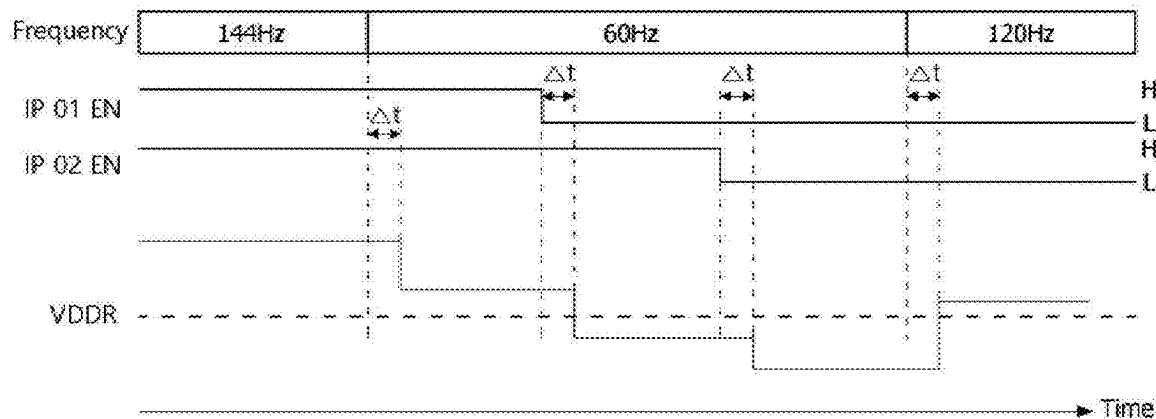 Frequency 144Hz 60Hz 120Hz
△t △t △t
IP 01 EN H
L
△t
IP 02 EN H
L
VDDR
Time